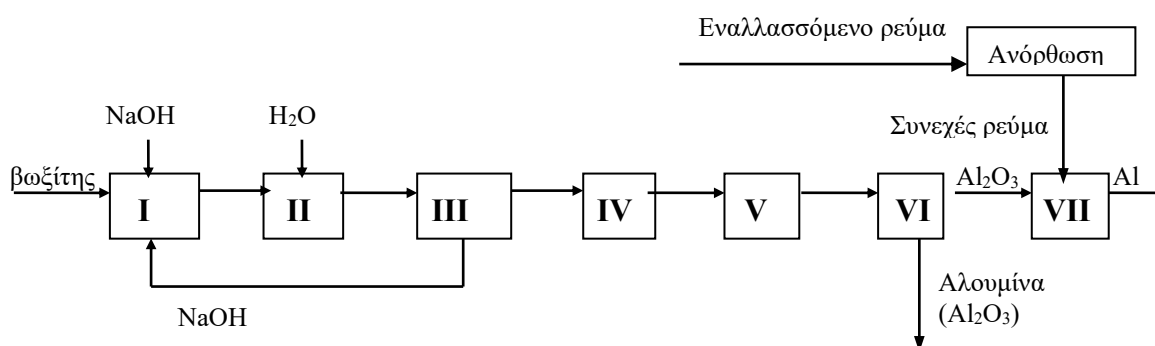 Εναλλασσόμενο ρεύμα
Ανόρθωση
NaOH
H₂O
Συνεχές ρεύμα
βωξίτης
Al₂O₃
Al
I
II
III
IV
V
VI
VII
NaOH
Αλουμίνα
(Al₂O₃)